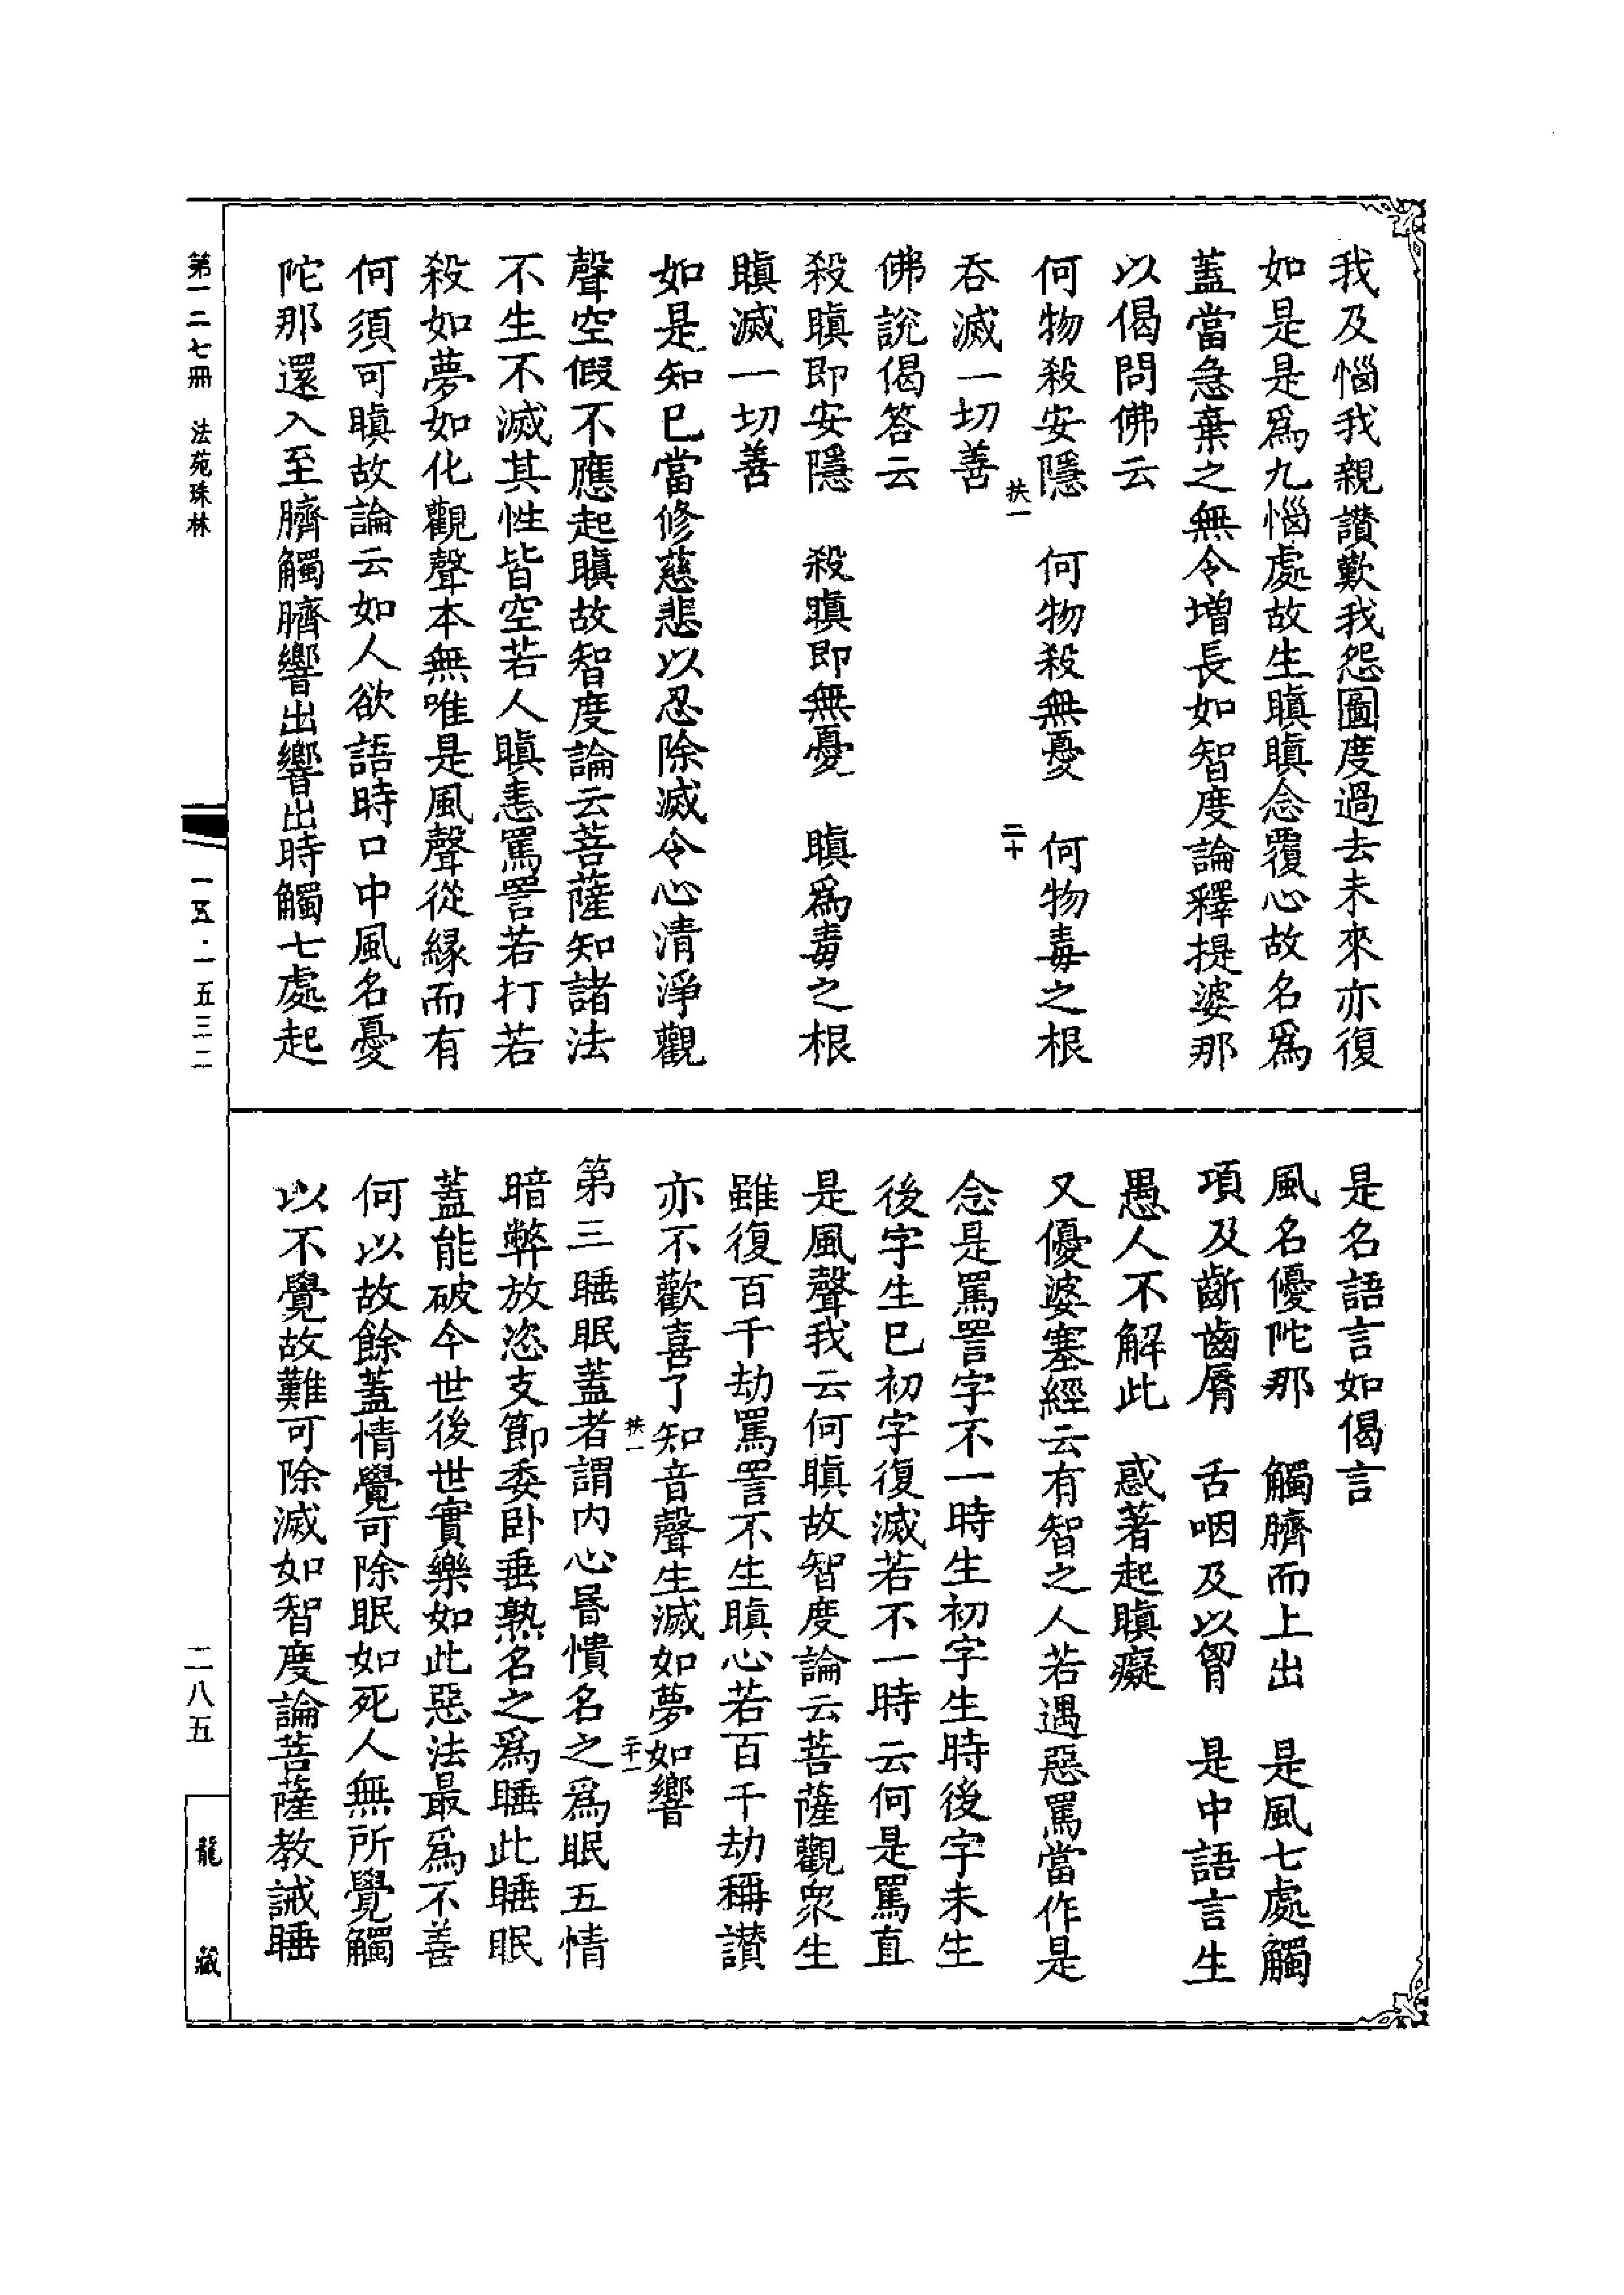 我及惱我親讃歎我怨圖度過去未來亦復
如是是爲九惱處故生瞋瞋念覆心故名爲
蓋當急棄之無令增長如智度論釋提婆那
以偈問佛云
何物殺安隱　何物殺無憂　何物毒之根
扶一　二十
吞滅一切善
佛說偈答云
殺瞋即安隱　殺瞋即無憂　瞋爲毒之根
瞋滅一切善
如是知已當修慈悲以忍除滅令心清淨觀
聲空假不應起瞋故智度論云菩薩知諸法
不生不滅其性皆空若人瞋恚罵詈若打若
殺如夢如化觀聲本無唯是風聲從緣而有
何須可瞋故論云如人欲語時口中風名憂
陀那還入至臍觸臍響出響出時觸七處起
是名語言如偈言
風名優陀那　觸臍而上出　是風七處觸
項及齗齒脣　舌咽及以胷　是中語言生
愚人不解此　惑著起瞋癡
又優婆塞經云有智之人若遇惡罵當作是
念是罵詈字不一時生初字生時後字未生
後字生已初字復滅若不一時云何是罵直
是風聲我云何瞋故智度論云菩薩觀衆生
雖復百千劫罵詈不生瞋心若百千劫稱讃
亦不歡喜了知音聲生滅如夢如響
扶一　二十一
第三睡眠蓋者謂內心昬憒名之爲眠五情
暗弊放恣支節委卧垂熟名之爲睡此睡眠
蓋能破今世後世實樂如此惡法最爲不善
何以故餘蓋情覺可除眠如死人無所覺觸
以不覺故難可除滅如智度論菩薩教誡睡
第一二七冊　法苑珠林
一五·一五三二
二八五
龍藏